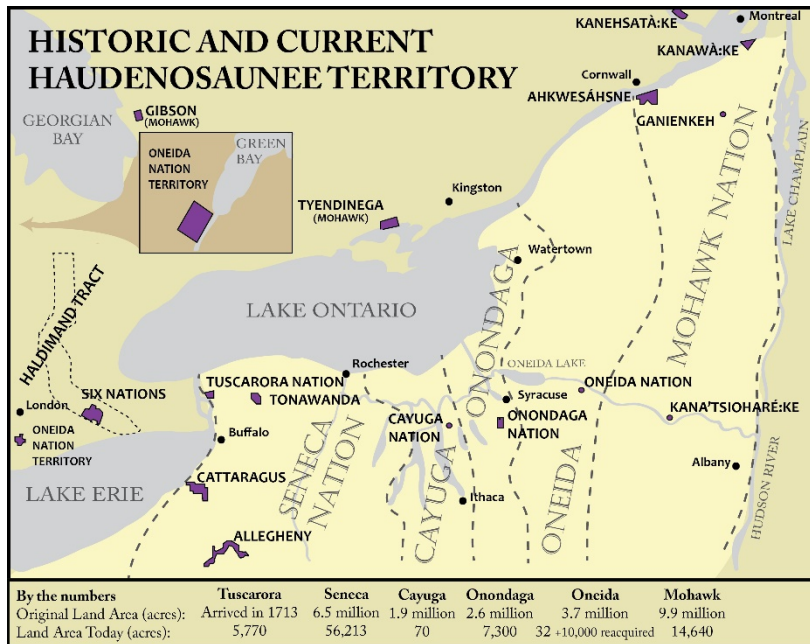 HISTORIC AND CURRENT
HAUDENOSAUNEE TERRITORY
KANEHSATÀ:KE
Montreal
KANAWÀ:KE
Cornwall
AHKWESÁHSNE
GANIENKEH
GEORGIAN
BAY
GIBSON
(MOHAWK)
ONEIDA
NATION
TERRITORY
GREEN
BAY
TYENDINEGA
(MOHAWK)
Kingston
MOHAWK NATION
LAKE CHAMPLAIN
Watertown
LAKE ONTARIO
ONONDAGA
HALDIMAND TRACT
Rochester
ONEIDA LAKE
SIX NATIONS
TUSCARORA NATION
TONAWANDA
ONEIDA NATION
Syracuse
KANA'TSIOHARÉ:KE
London
ONEIDA
NATION
TERRITORY
Buffalo
CAYUGA
NATION
ONONDAGA
NATION
SENECA
NATION
CAYUGA
ONEIDA
Albany
HUDSON RIVER
LAKE ERIE
CATTARAGUS
Ithaca
ALLEGHENY
By the numbers Tuscarora Seneca Cayuga Onondaga Oneida Mohawk
Original Land Area (acres): Arrived in 1713 6.5 million 1.9 million 2.6 million 3.7 million 9.9 million
Land Area Today (acres): 5,770 56,213 70 7,300 32 +10,000 reacquired 14,640